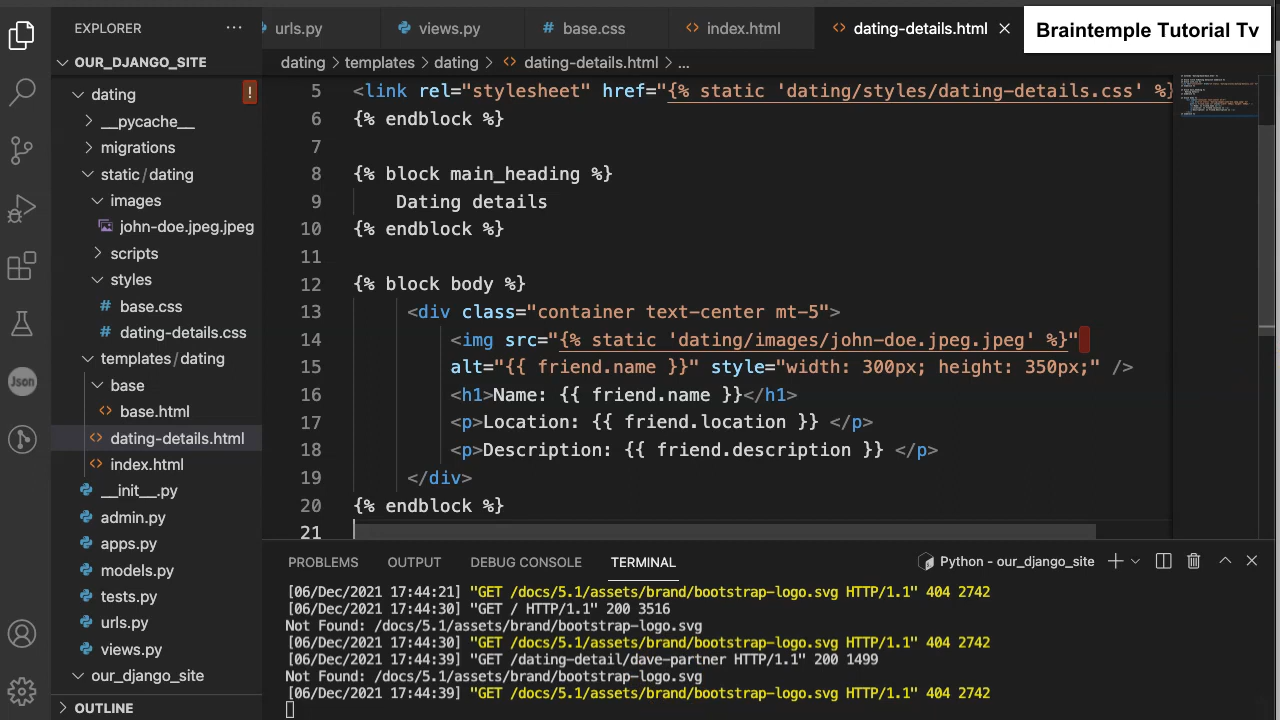 EXPLORER
urls.py
views.py
base.css
index.html
dating-details.html
Braintemple Tutorial Tv
OUR_DJANGO_SITE
dating
!
__pycache__
migrations
static/dating
images
john-doe.jpeg.jpeg
scripts
styles
base.css
dating-details.css
templates/dating
base
base.html
dating-details.html
index.html
__init__.py
admin.py
apps.py
models.py
tests.py
urls.py
views.py
our_django_site
OUTLINE
Json
dating > templates > dating > dating-details.html > ...
5 <link rel="stylesheet" href="{% static 'dating/styles/dating-details.css' %}
6 {% endblock %}
7
8 {% block main_heading %}
9 Dating details
10 {% endblock %}
11
12 {% block body %}
13 <div class="container text-center mt-5">
14 <img src="{% static 'dating/images/john-doe.jpeg.jpeg' %}"
15 alt="{{ friend.name }}" style="width: 300px; height: 350px;" />
16 <h1>Name: {{ friend.name }}</h1>
17 <p>Location: {{ friend.location }} </p>
18 <p>Description: {{ friend.description }} </p>
19 </div>
20 {% endblock %}
21
PROBLEMS OUTPUT DEBUG CONSOLE TERMINAL Python - our_django_site
[06/Dec/2021 17:44:21] "GET /docs/5.1/assets/brand/bootstrap-logo.svg HTTP/1.1" 404 2742
[06/Dec/2021 17:44:30] "GET / HTTP/1.1" 200 3516
Not Found: /docs/5.1/assets/brand/bootstrap-logo.svg
[06/Dec/2021 17:44:30] "GET /docs/5.1/assets/brand/bootstrap-logo.svg HTTP/1.1" 404 2742
[06/Dec/2021 17:44:39] "GET /dating-detail/dave-partner HTTP/1.1" 200 1499
Not Found: /docs/5.1/assets/brand/bootstrap-logo.svg
[06/Dec/2021 17:44:39] "GET /docs/5.1/assets/brand/bootstrap-logo.svg HTTP/1.1" 404 2742